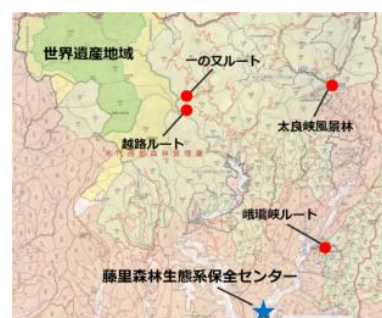 世界遺産地域
一の又ルート
越路ルート
太良峡風景林
峨瓏峡ルート
藤里森林生態系保全センター